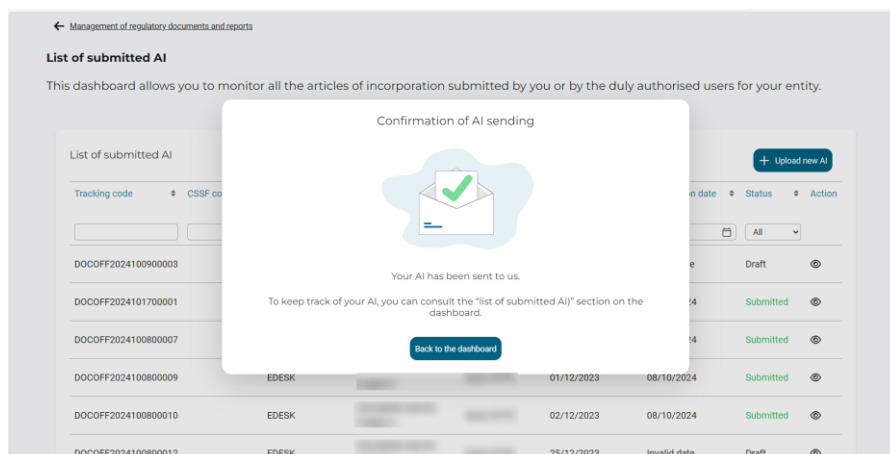 Management of regulatory documents and reports
List of submitted AI
This dashboard allows you to monitor all the articles of incorporation submitted by you or by the duly authorised users for your entity.
Confirmation of AI sending
Your AI has been sent to us.
To keep track of your AI, you can consult the "list of submitted AI)" section on the
dashboard.
Back to the dashboard
List of submitted AI
+ Upload new AI
Tracking code CSSF date Status Action
All
DOCOFF2024100900003 Draft
DOCOFF2024101700001 Submitted
DOCOFF2024100800007 Submitted
DOCOFF2024100800009 EDESK 01/12/2023 08/10/2024 Submitted
DOCOFF2024100800010 EDESK 02/12/2023 08/10/2024 Submitted
DOCOFF2024100800012 EDESK 25/12/2023 Invalid date Draft